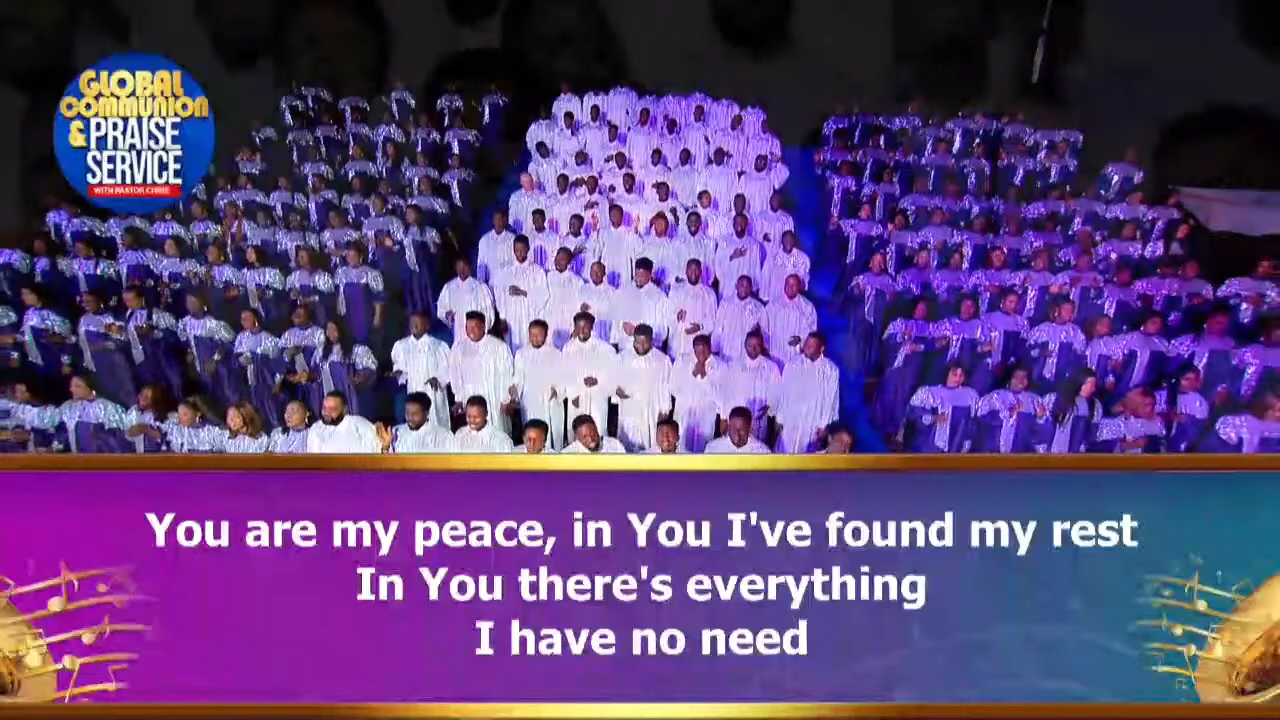 GLOBAL
COMMUNION
& PRAISE
SERVICE
WITH PASTOR CHRIS
You are my peace, in You I've found my rest
In You there's everything
I have no need